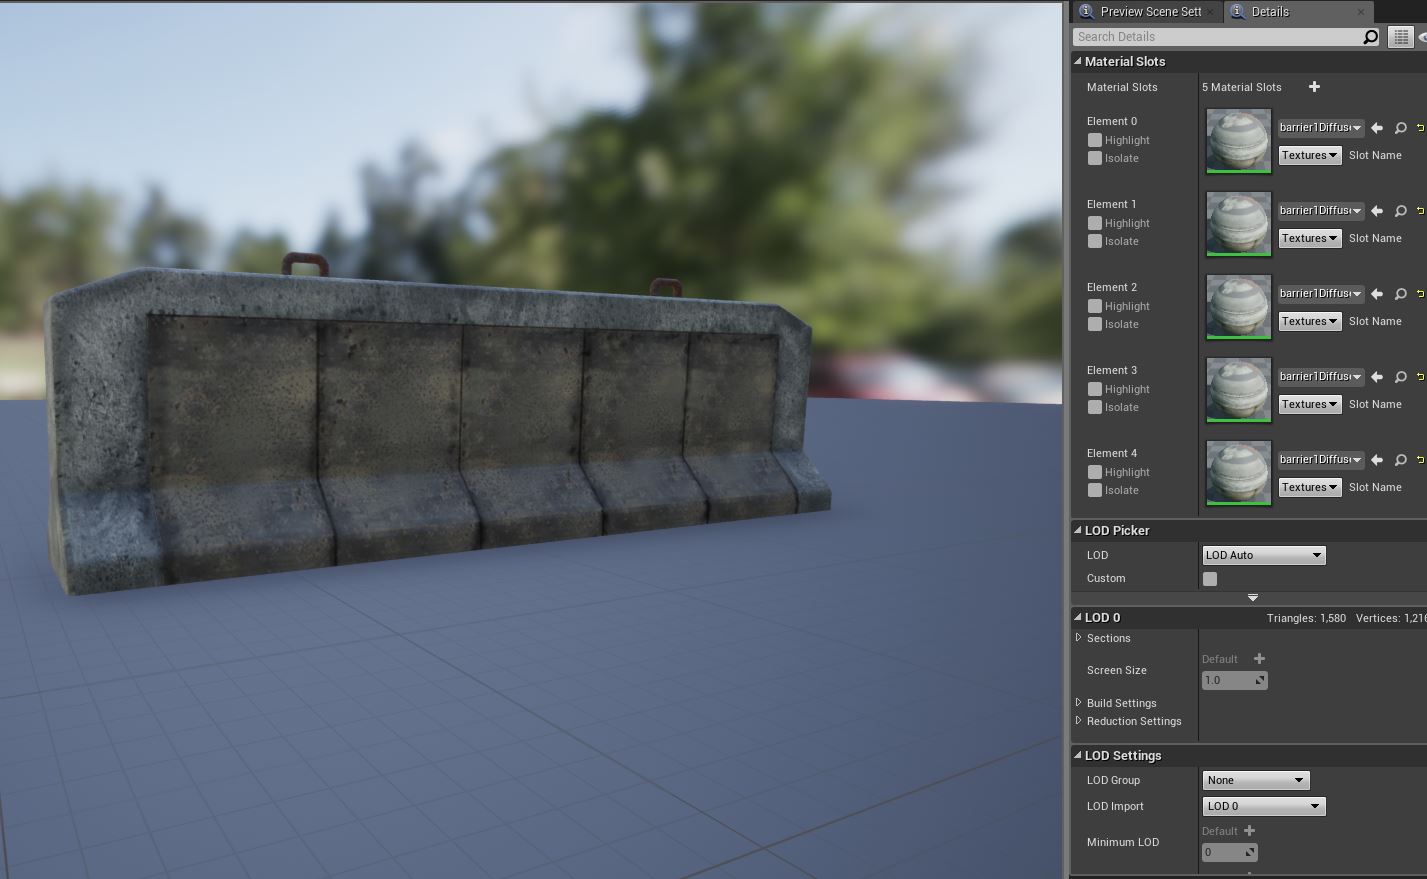 Preview Scene Sett
Details
Search Details
Material Slots
Material Slots 5 Material Slots
Element 0
Highlight
Isolate
barrier1Diffus
Textures Slot Name
Element 1
Highlight
Isolate
barrier1Diffus
Textures Slot Name
Element 2
Highlight
Isolate
barrier1Diffus
Textures Slot Name
Element 3
Highlight
Isolate
barrier1Diffus
Textures Slot Name
Element 4
Highlight
Isolate
barrier1Diffus
Textures Slot Name
LOD Picker
LOD LOD Auto
Custom
LOD 0 Triangles: 1,580 Vertices: 1,216
Sections
Default
Screen Size
1.0
Build Settings
Reduction Settings
LOD Settings
LOD Group None
LOD Import LOD 0
Default
Minimum LOD
0